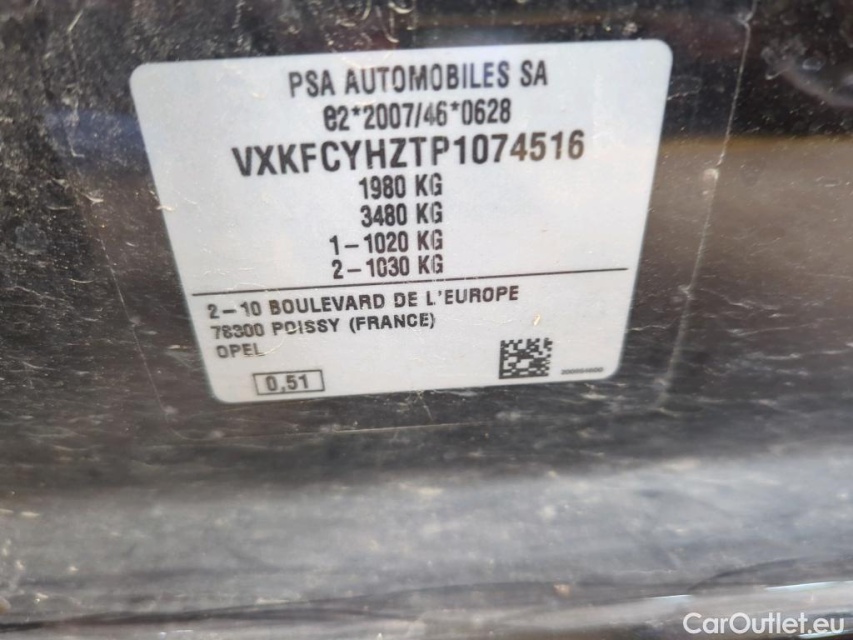 PSA AUTOMOBILES SA
e2*2007/46*0628
VXKFCYHZTP1074516
1980 KG
3480 KG
1-1020 KG
2-1030 KG
2-10 BOULEVARD DE L'EUROPE
78300 POISSY (FRANCE)
OPEL
0,51
CarOutlet.eu